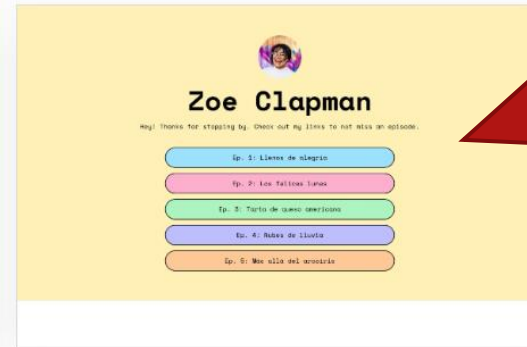 Zoe Clapman
Hey! Thanks for stopping by. Check out my links to not miss an episode.
Ep. 1: Llenos de alegria
Ep. 2: Los felices lunes
Ep. 3: Tarta de queso americana
Ep. 4: Nubes de lluvia
Ep. 5: Mas alla del arcoiris